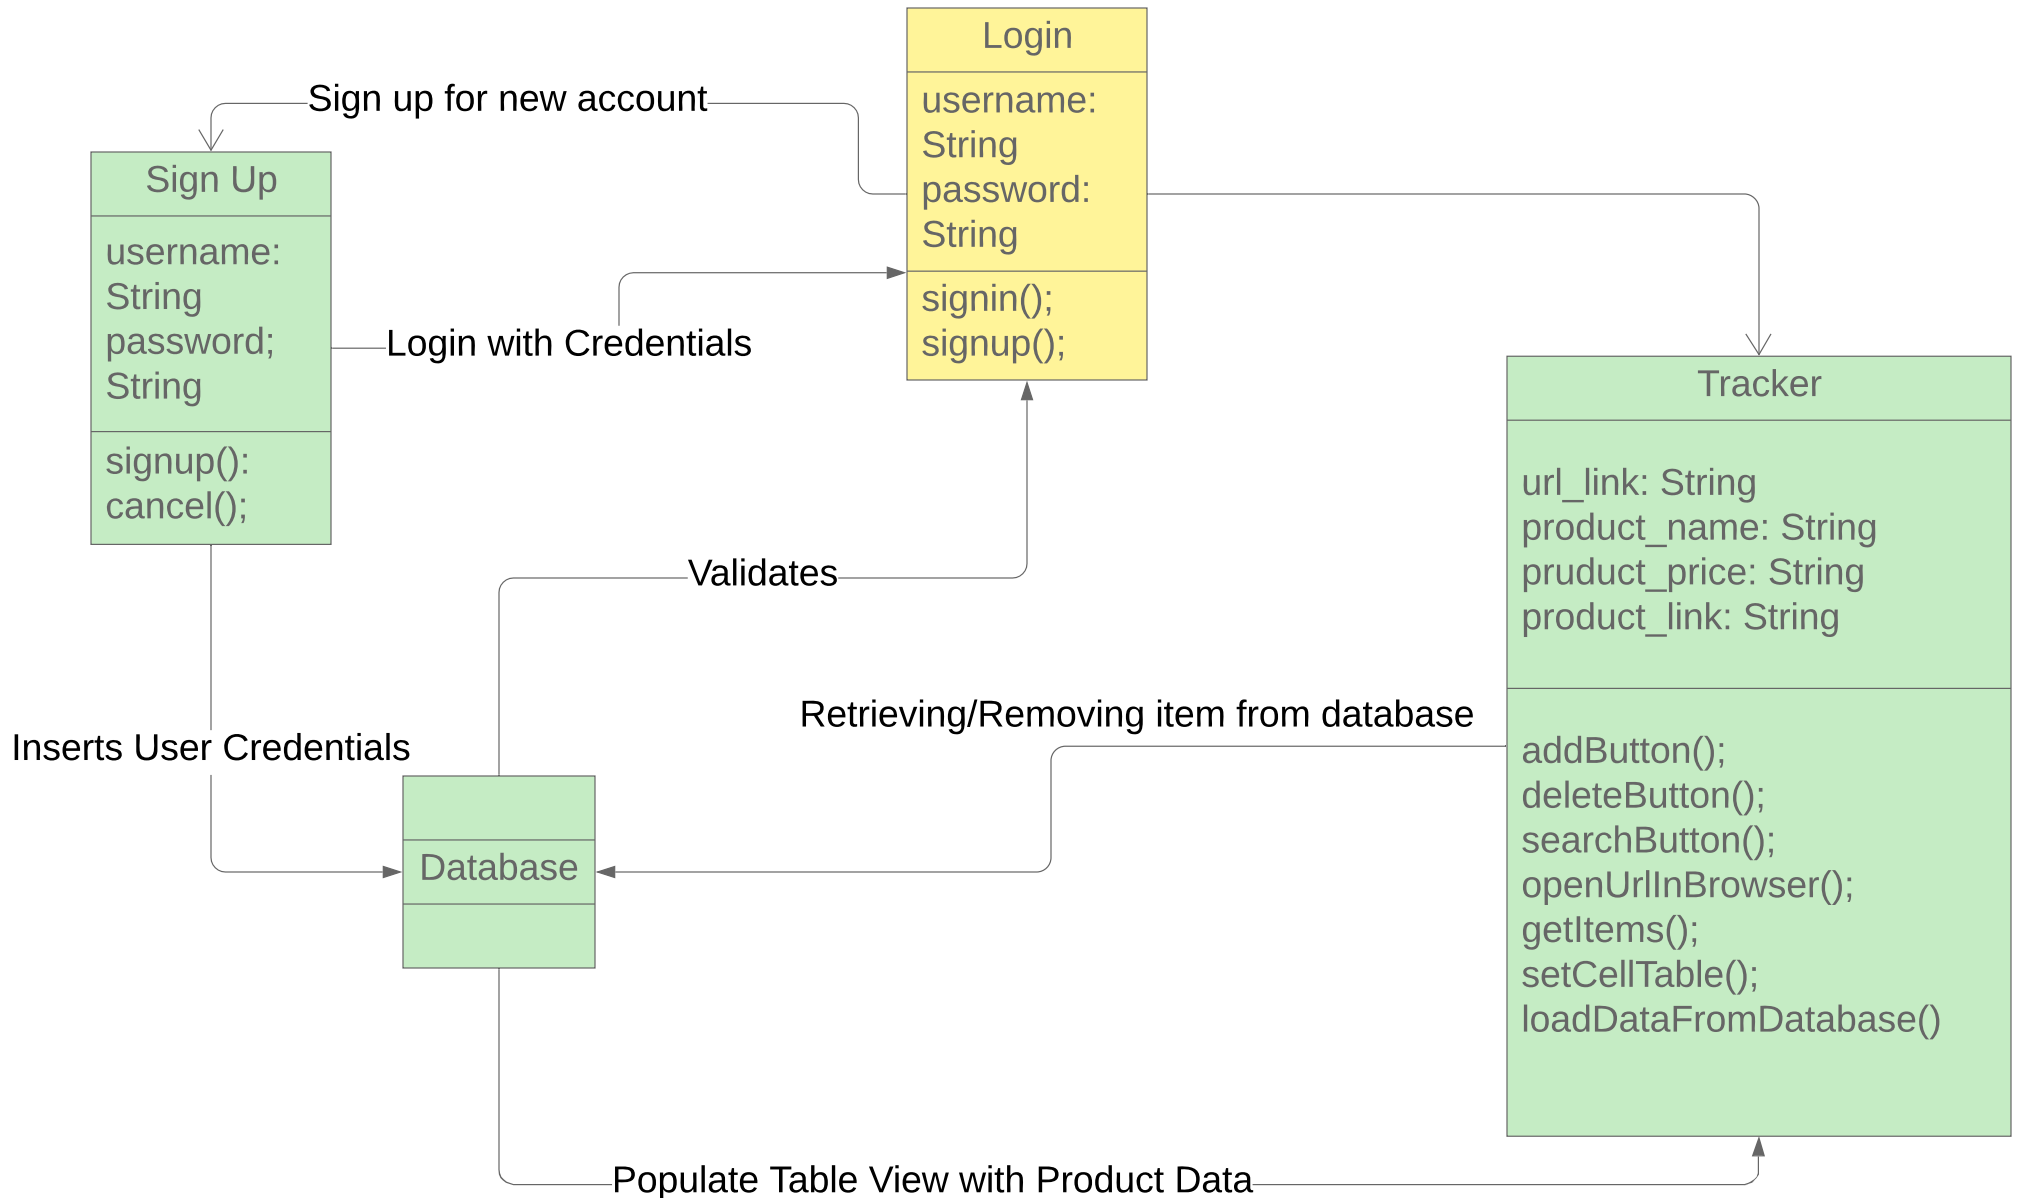 Login
username:
String
password:
String
signin();
signup();
Sign up for new account
Sign Up
username:
String
password;
String
signup():
cancel();
Login with Credentials
Tracker
url_link: String
product_name: String
pruduct_price: String
product_link: String
addButton();
deleteButton();
searchButton();
openUrlInBrowser();
getItems();
setCellTable();
loadDataFromDatabase()
Validates
Retrieving/Removing item from database
Inserts User Credentials
Database
Populate Table View with Product Data